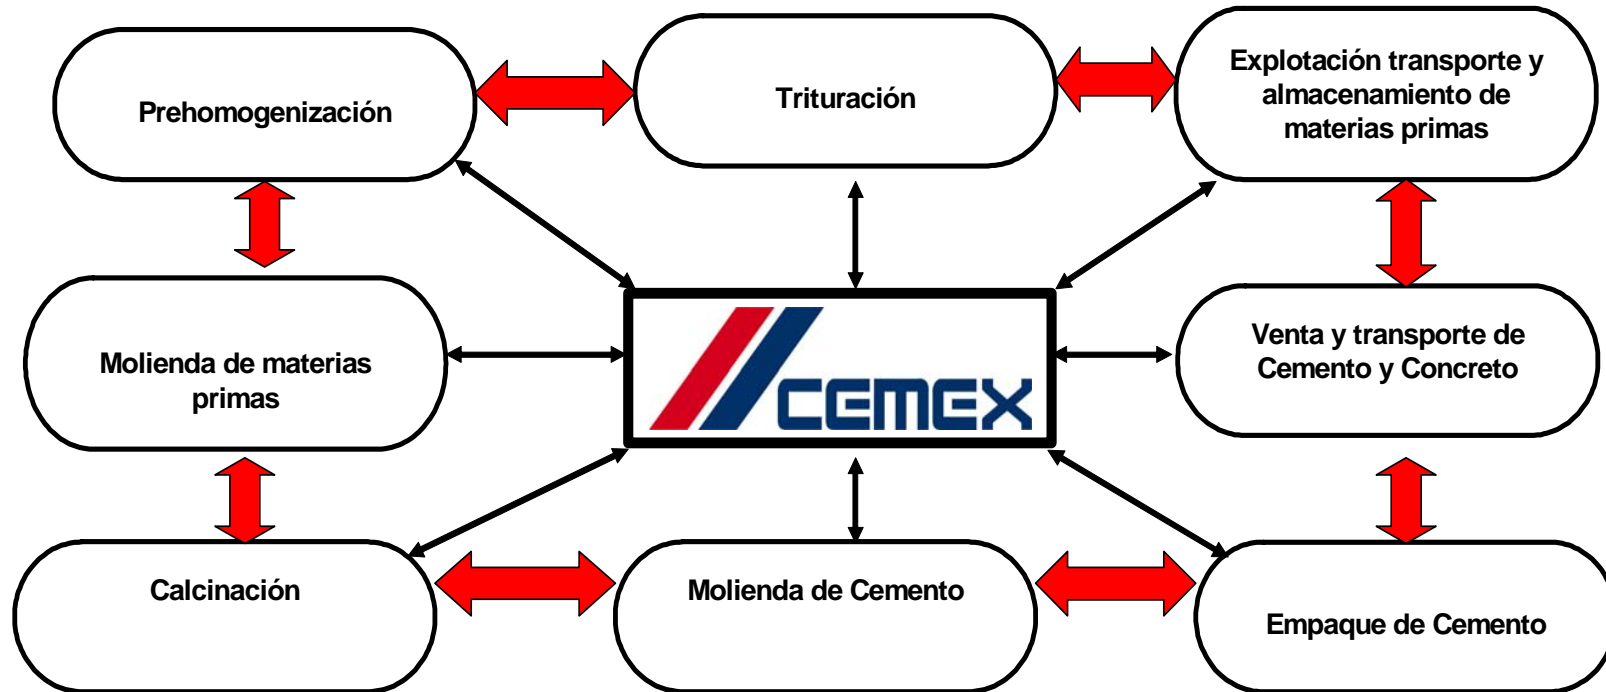 Prehomogenización
Trituración
Explotación transporte y
almacenamiento de
materias primas
Molienda de materias
primas
CEMEX
Venta y transporte de
Cemento y Concreto
Calcinación
Molienda de Cemento
Empaque de Cemento